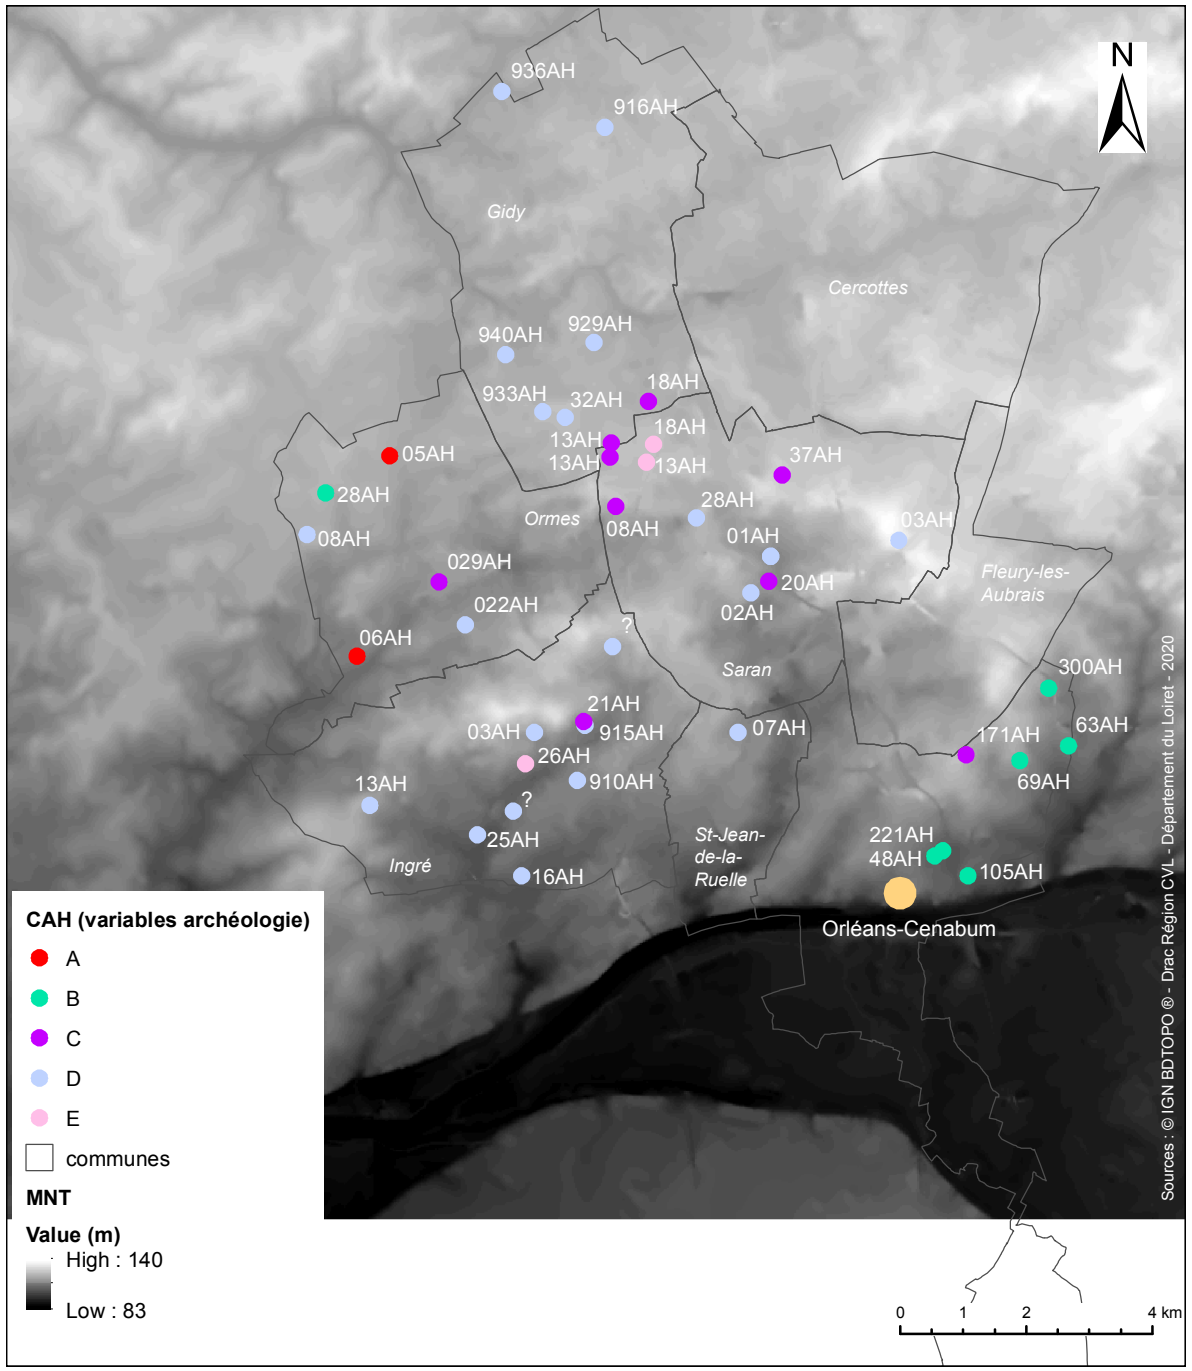 N
936AH
916AH
Gidy
Cercottes
940AH
929AH
933AH
32AH
18AH
13AH
18AH
13AH
13AH
37AH
05AH
28AH
08AH
Ormes
08AH
28AH
03AH
01AH
20AH
02AH
029AH
022AH
06AH
Fleury-les-
Aubrais
?
Saran
300AH
21AH
03AH
915AH
07AH
171AH
63AH
69AH
26AH
910AH
13AH
?
25AH
16AH
Ingré
St-Jean-
de-la-
Ruelle
221AH
48AH
105AH
Orléans-Cenabum
CAH (variables archéologie)
A
B
C
D
E
communes
MNT
Value (m)
High : 140
Low : 83
0 1 2 4 km
Sources : © IGN BDTOPO ® - Drac Région CVL - Département du Loiret - 2020